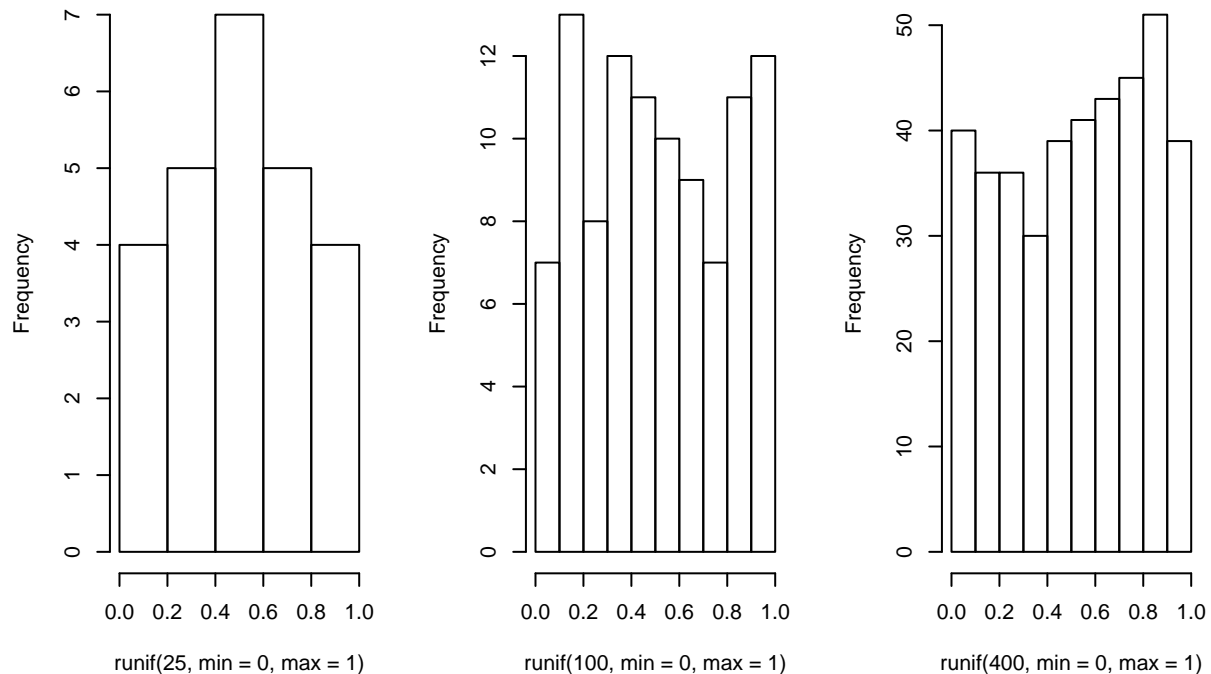 Frequency
7
6
5
4
3
2
1
0
0.0 0.2 0.4 0.6 0.8 1.0
runif(25, min = 0, max = 1)
Frequency
12
10
8
6
4
2
0
0.0 0.2 0.4 0.6 0.8 1.0
runif(100, min = 0, max = 1)
Frequency
50
40
30
20
10
0
0.0 0.2 0.4 0.6 0.8 1.0
runif(400, min = 0, max = 1)